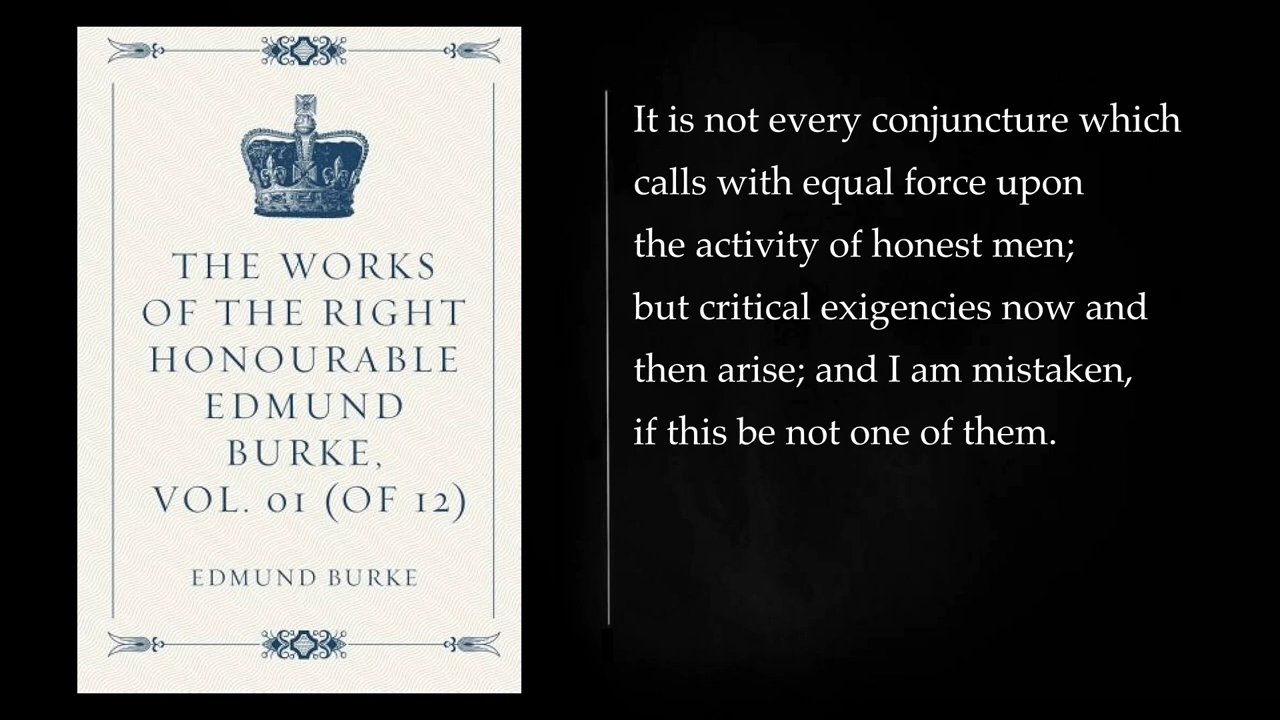 THE WORKS
OF THE RIGHT
HONOURABLE
EDMUND
BURKE,
VOL. 01 (OF 12)
EDMUND BURKE
It is not every conjuncture which
calls with equal force upon
the activity of honest men;
but critical exigencies now and
then arise; and I am mistaken,
if this be not one of them.